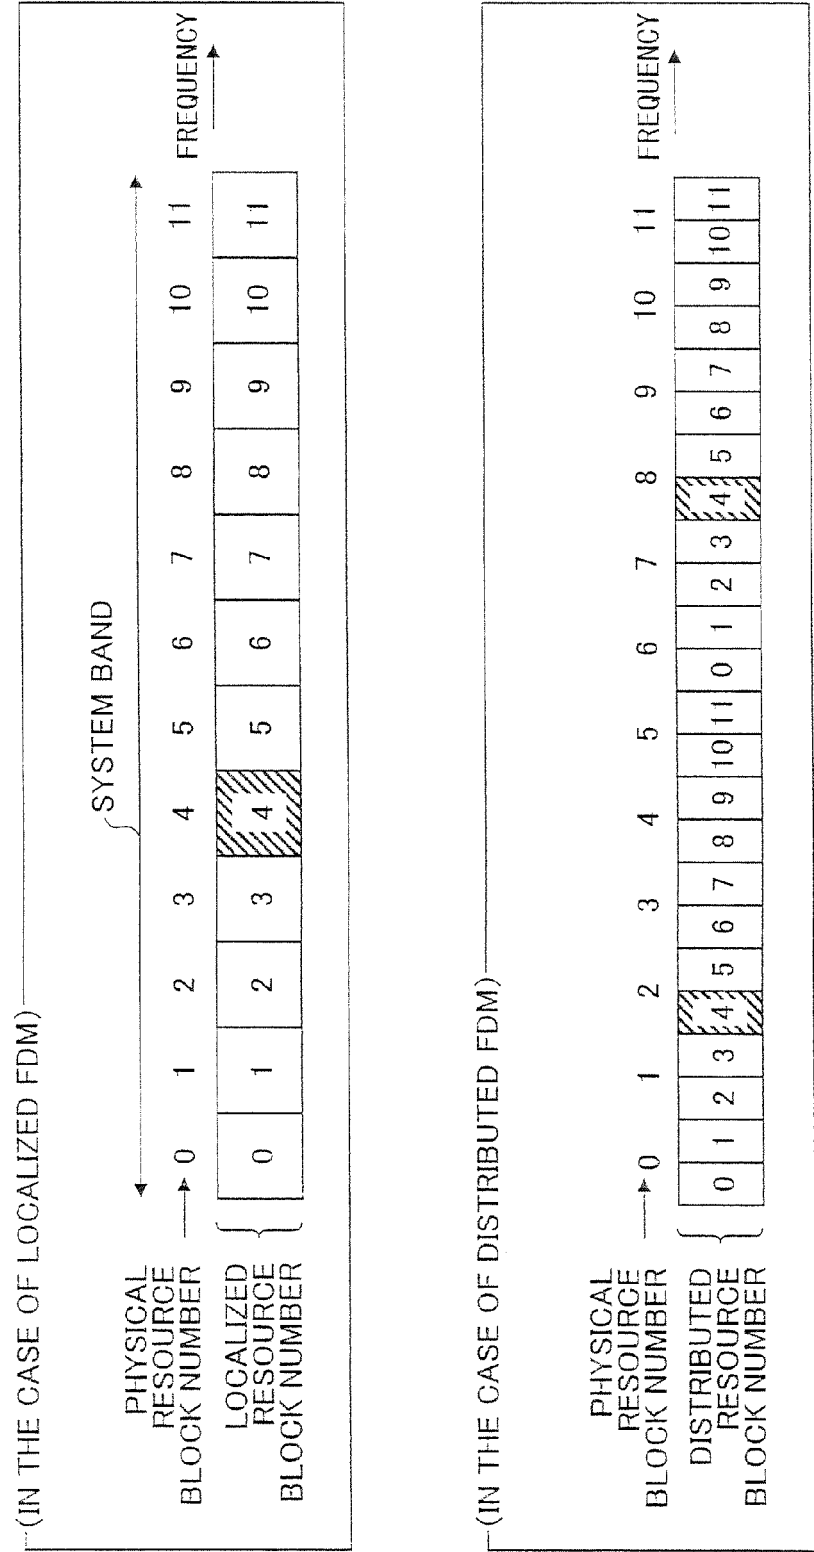 (IN THE CASE OF LOCALIZED FDM)
SYSTEM BAND
PHYSICAL
RESOURCE
BLOCK NUMBER
0 1 2 3 4 5 6 7 8 9 10 11
FREQUENCY
LOCALIZED
RESOURCE
BLOCK NUMBER
0 1 2 3 4 5 6 7 8 9 10 11
(IN THE CASE OF DISTRIBUTED FDM)
PHYSICAL
RESOURCE
BLOCK NUMBER
0 1 2 3 4 5 6 7 8 9 10 11
FREQUENCY
DISTRIBUTED
RESOURCE
BLOCK NUMBER
0 1 2 3 4 5 6 7 8 9 10 11 0 1 2 3 4 5 6 7 8 9 10 11